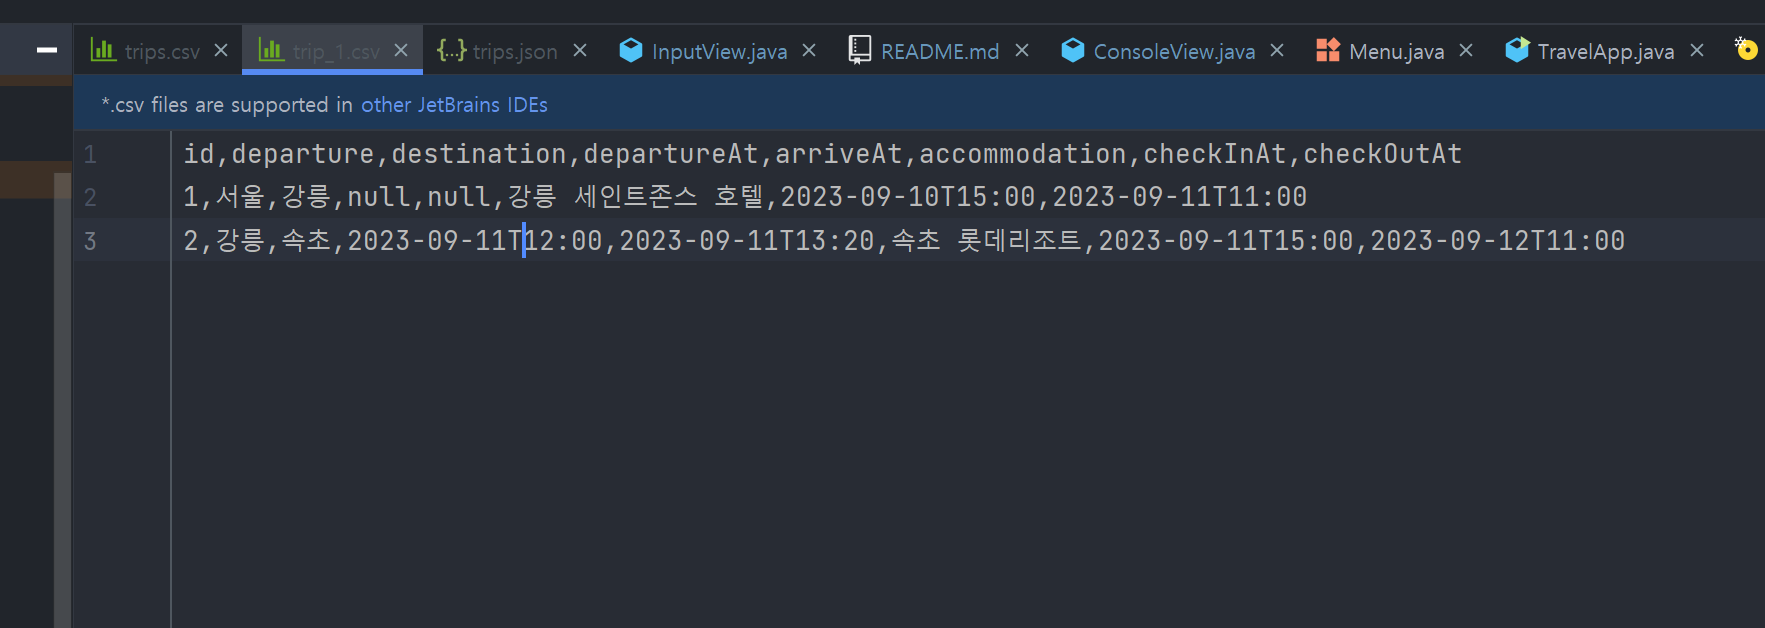 trips.csv trip_1.csv trips.json InputView.java README.md ConsoleView.java Menu.java TravelApp.java
*.csv files are supported in other JetBrains IDEs
1 id,departure,destination,departureAt,arriveAt,accommodation,checkInAt,checkOutAt
2 1,서울,강릉,null,null,강릉 세인트존스 호텔,2023-09-10T15:00,2023-09-11T11:00
3 2,강릉,속초,2023-09-11T12:00,2023-09-11T13:20,속초 롯데리조트,2023-09-11T15:00,2023-09-12T11:00